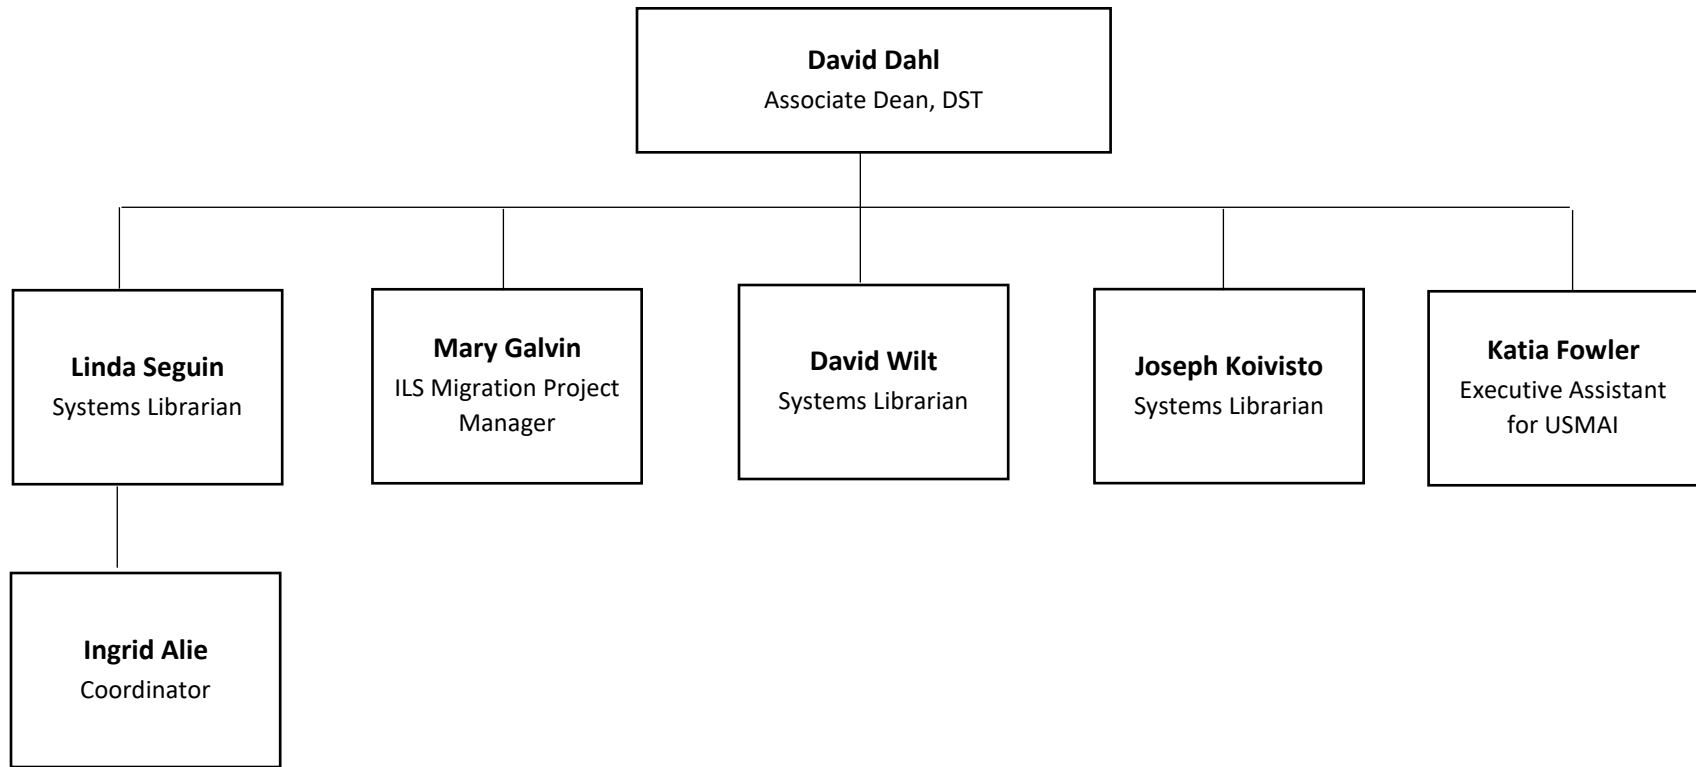 David Dahl
Associate Dean, DST
Linda Seguin
Systems Librarian
Mary Galvin
ILS Migration Project
Manager
David Wilt
Systems Librarian
Joseph Koivisto
Systems Librarian
Katia Fowler
Executive Assistant
for USMAI
Ingrid Alie
Coordinator